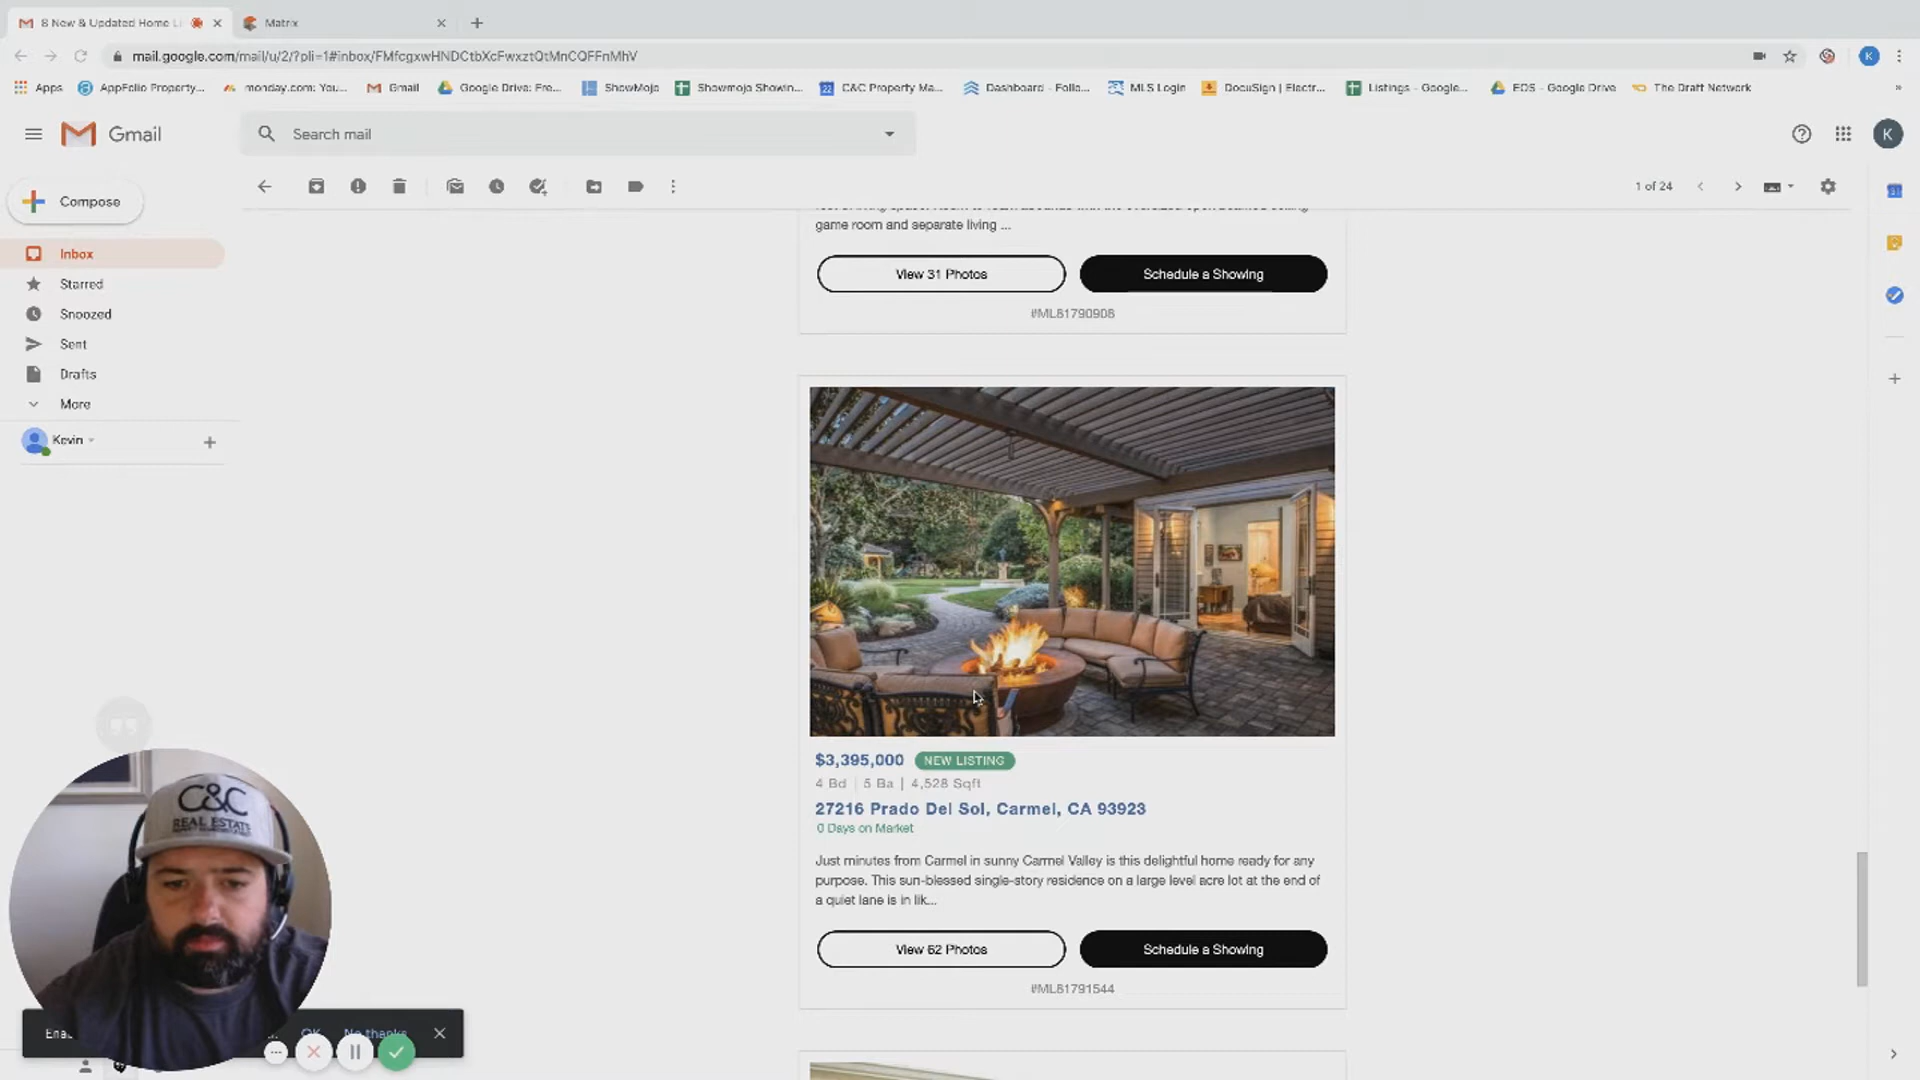 8 New & Updated Home Li
Matrix
mail.google.com/mail/u/2/?pli=1#inbox/FMfcgxwHNDCtbXcFwxztQtMnCQFFnMhV
K
Apps
AppFolio Property...
monday.com: You...
Gmail
Google Drive: Fre...
ShowMojo
Showmojo Showin...
C&C Property Ma...
Dashboard - Follo...
MLS Login
DocuSign | Electr...
Listings - Google...
EOS - Google Drive
The Draft Network
»
Gmail
Search mail
K
Compose
1 of 24
Inbox
Starred
Snoozed
Sent
Drafts
More
Kevin
game room and separate living ...
View 31 Photos
Schedule a Showing
#ML81790908
$3,395,000 NEW LISTING
4 Bd | 5 Ba | 4,528 Sqft
27216 Prado Del Sol, Carmel, CA 93923
0 Days on Market
Just minutes from Carmel in sunny Carmel Valley is this delightful home ready for any
purpose. This sun-blessed single-story residence on a large level acre lot at the end of
a quiet lane is in lik...
View 62 Photos
Schedule a Showing
#ML81791544
C&C
REAL ESTATE
Ena
OK
No thanks